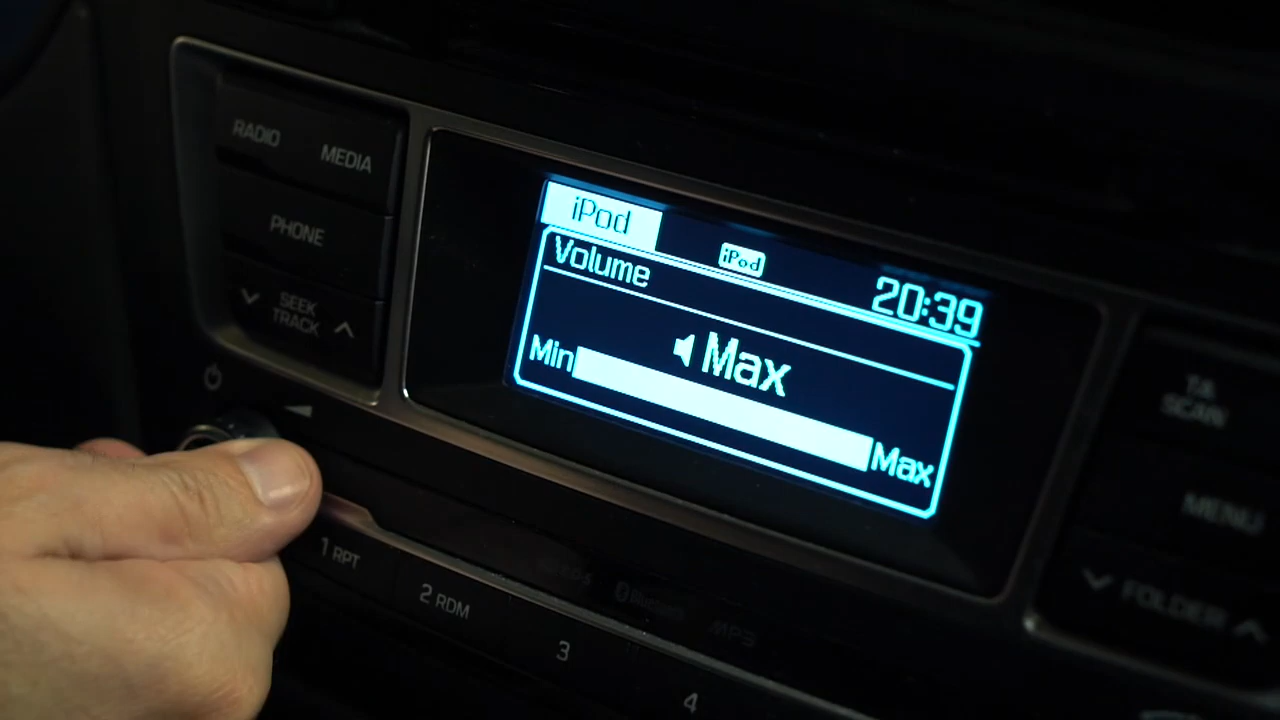 RADIO MEDIA
PHONE
SEEK
TRACK
iPod
iPod
20:39
Volume
Max
Min
Max
TA
SCAN
MENU
FOLDER
1 RPT
2 RDM
3
4
Bluetooth
MP3